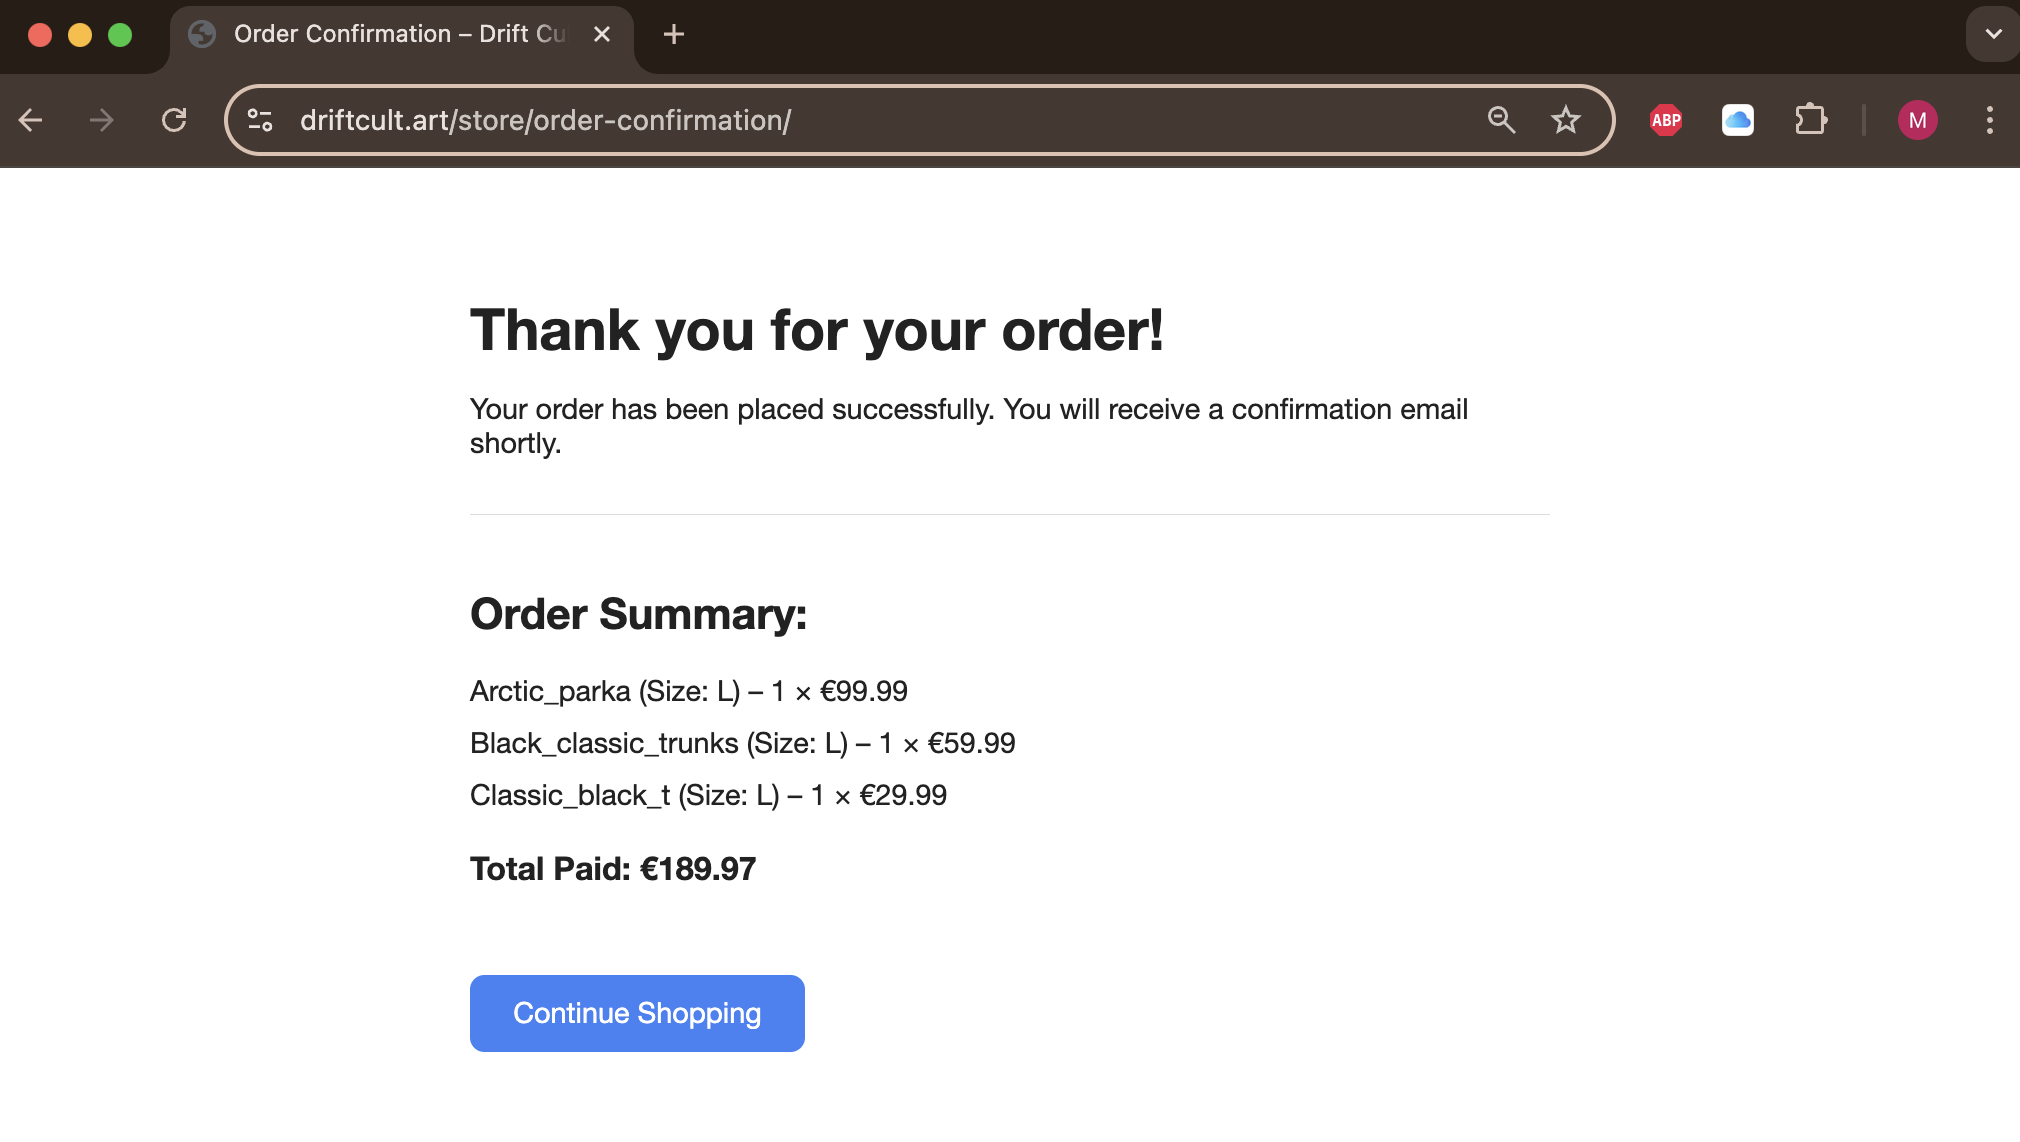 Order Confirmation – Drift Cu
driftcult.art/store/order-confirmation/
ABP
M
Thank you for your order!
Your order has been placed successfully. You will receive a confirmation email
shortly.
Order Summary:
Arctic_parka (Size: L) – 1 × €99.99
Black_classic_trunks (Size: L) – 1 × €59.99
Classic_black_t (Size: L) – 1 × €29.99
Total Paid: €189.97
Continue Shopping